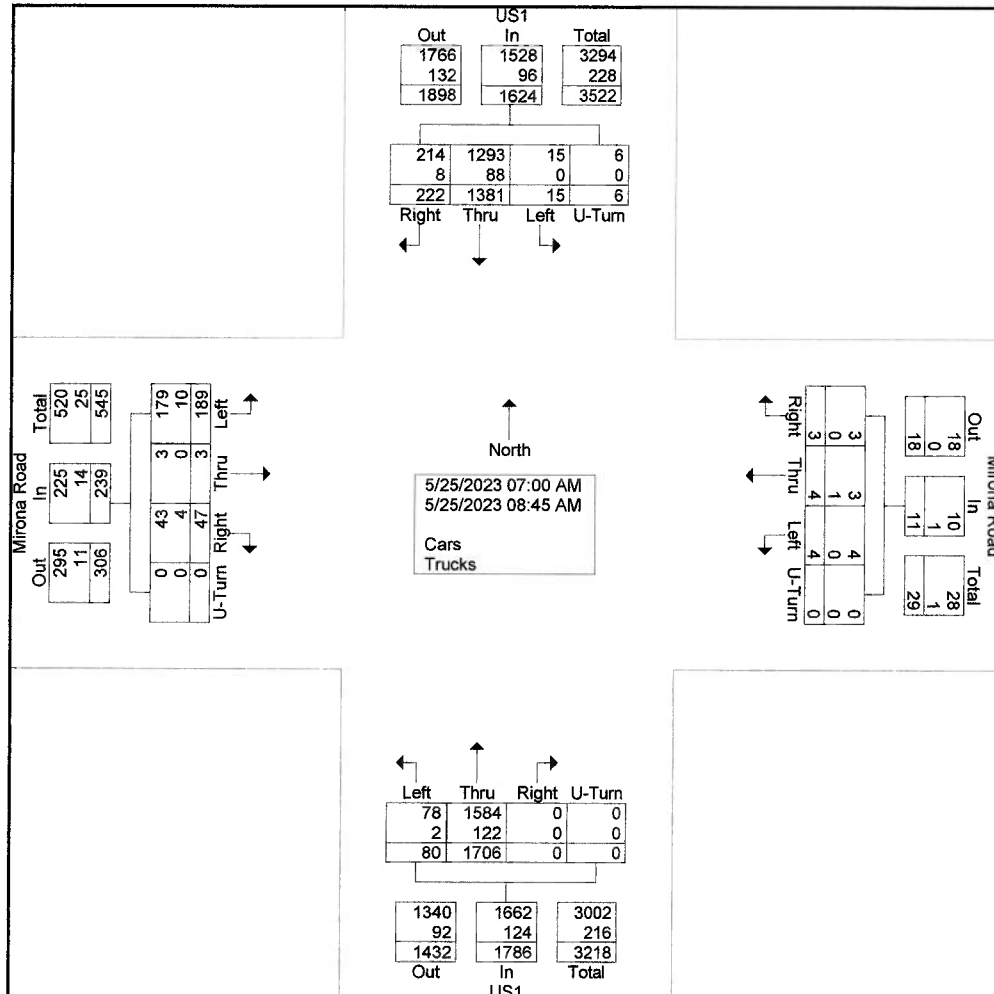 US1
Out In Total
1766 1528 3294
132 96 228
1898 1624 3522
214 1293 15 6
8 88 0 0
222 1381 15 6
Right Thru Left U-Turn
Mirona Road
Total In Out
520 225 295
25 14 11
545 239 306
Left Thru Right U-Turn
179 3 43 0
10 0 4 0
189 3 47 0
North
5/25/2023 07:00 AM
5/25/2023 08:45 AM
Cars
Trucks
Right Thru Left U-Turn
3 3 4 0
0 1 0 0
3 4 4 0
Out In Total
18 10 28
0 1 1
18 11 29
Mirona Road
Left Thru Right U-Turn
78 1584 0 0
2 122 0 0
80 1706 0 0
1340 1662 3002
92 124 216
1432 1786 3218
Out In Total
US1